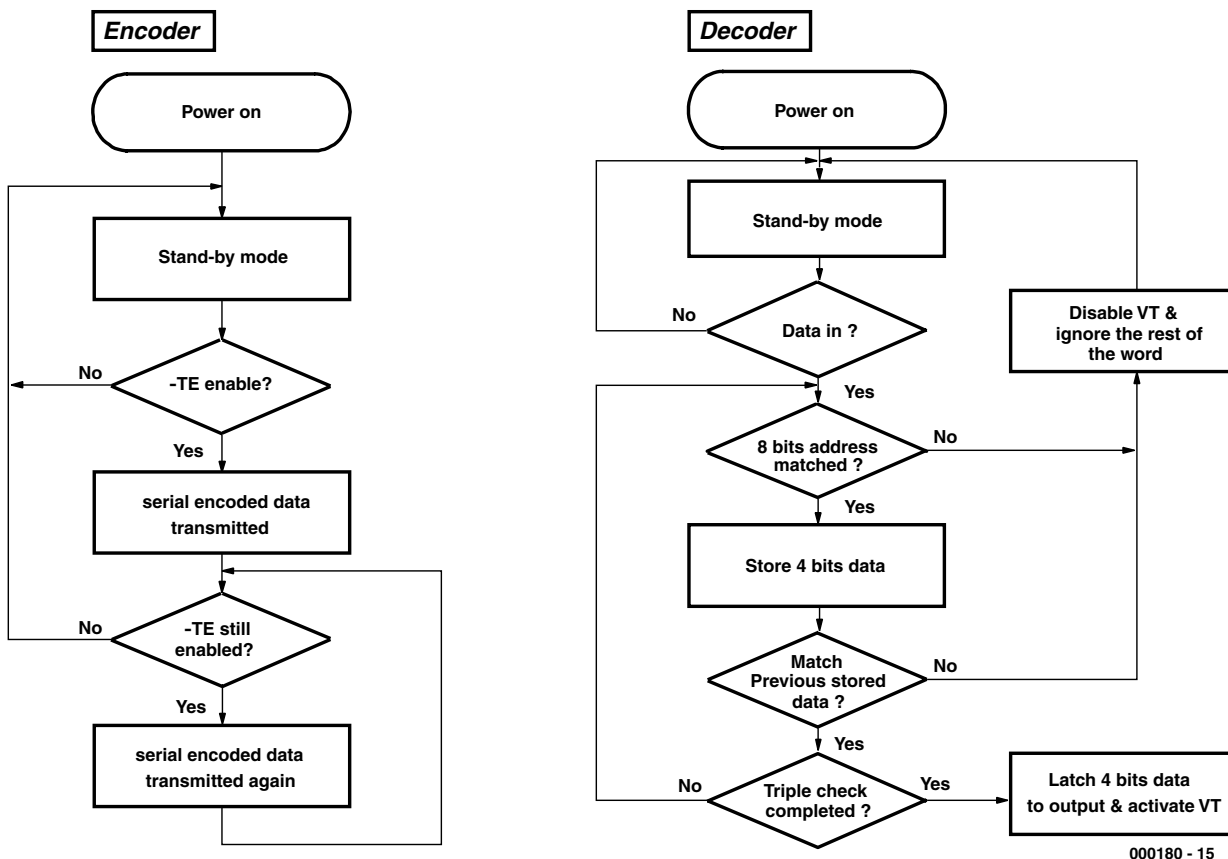 Encoder
Power on
Stand-by mode
No
-TE enable?
Yes
serial encoded data
transmitted
No
-TE still
enabled?
Yes
serial encoded data
transmitted again
Decoder
Power on
Stand-by mode
No
Data in ?
Yes
Disable VT &
ignore the rest of
the word
8 bits address
matched ?
No
Yes
Store 4 bits data
Match
Previous stored
data ?
No
Yes
No
Triple check
completed ?
Yes
Latch 4 bits data
to output & activate VT
000180 - 15